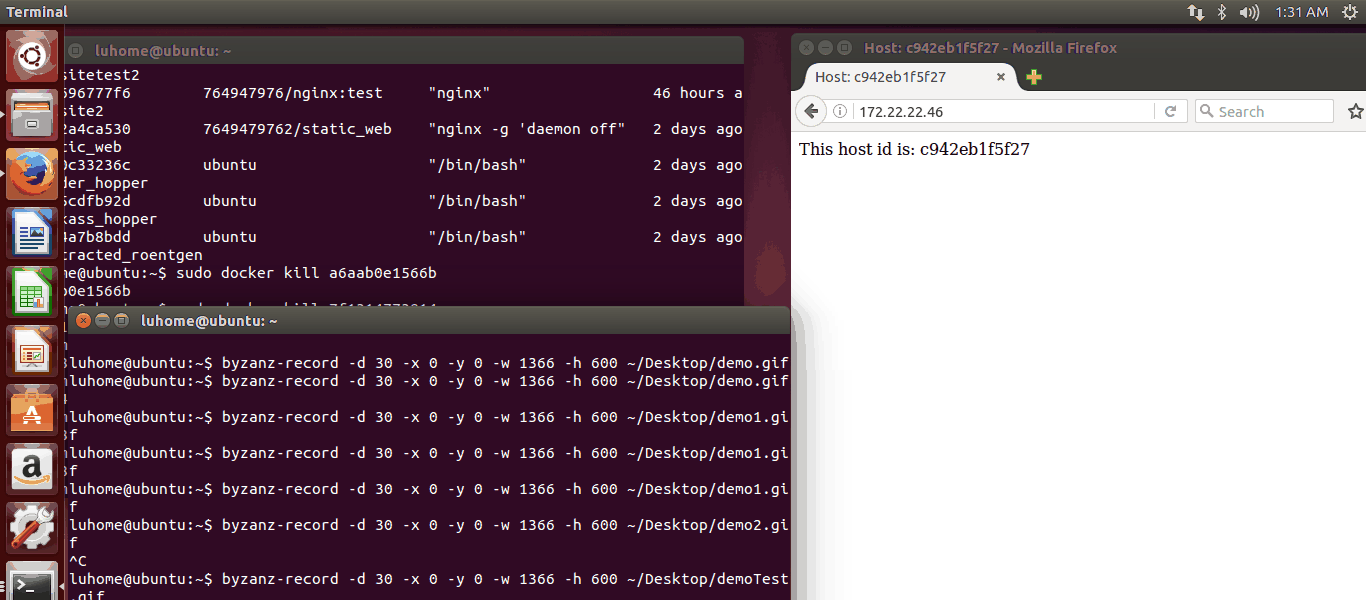 Terminal
1:31 AM
luhome@ubuntu: ~
sitetest2
696777f6 764947976/nginx:test "nginx" 46 hours a
site2
2a4ca530 7649479762/static_web "nginx -g 'daemon off" 2 days ago
tic_web
0c33236c ubuntu "/bin/bash" 2 days ago
der_hopper
6cdfb92d ubuntu "/bin/bash" 2 days ago
kass_hopper
4a7b8bdd ubuntu "/bin/bash" 2 days ago
tracted_roentgen
me@ubuntu:~$ sudo docker kill a6aab0e1566b
b0e1566b
luhome@ubuntu: ~
luhome@ubuntu:~$ byzanz-record -d 30 -x 0 -y 0 -w 1366 -h 600 ~/Desktop/demo.gif
luhome@ubuntu:~$ byzanz-record -d 30 -x 0 -y 0 -w 1366 -h 600 ~/Desktop/demo.gif
luhome@ubuntu:~$ byzanz-record -d 30 -x 0 -y 0 -w 1366 -h 600 ~/Desktop/demo1.gi
f
luhome@ubuntu:~$ byzanz-record -d 30 -x 0 -y 0 -w 1366 -h 600 ~/Desktop/demo1.gi
f
luhome@ubuntu:~$ byzanz-record -d 30 -x 0 -y 0 -w 1366 -h 600 ~/Desktop/demo1.gi
f
luhome@ubuntu:~$ byzanz-record -d 30 -x 0 -y 0 -w 1366 -h 600 ~/Desktop/demo2.gi
f
^C
luhome@ubuntu:~$ byzanz-record -d 30 -x 0 -y 0 -w 1366 -h 600 ~/Desktop/demoTest
.gif
Host: c942eb1f5f27 - Mozilla Firefox
Host: c942eb1f5f27
172.22.22.46 Search
This host id is: c942eb1f5f27